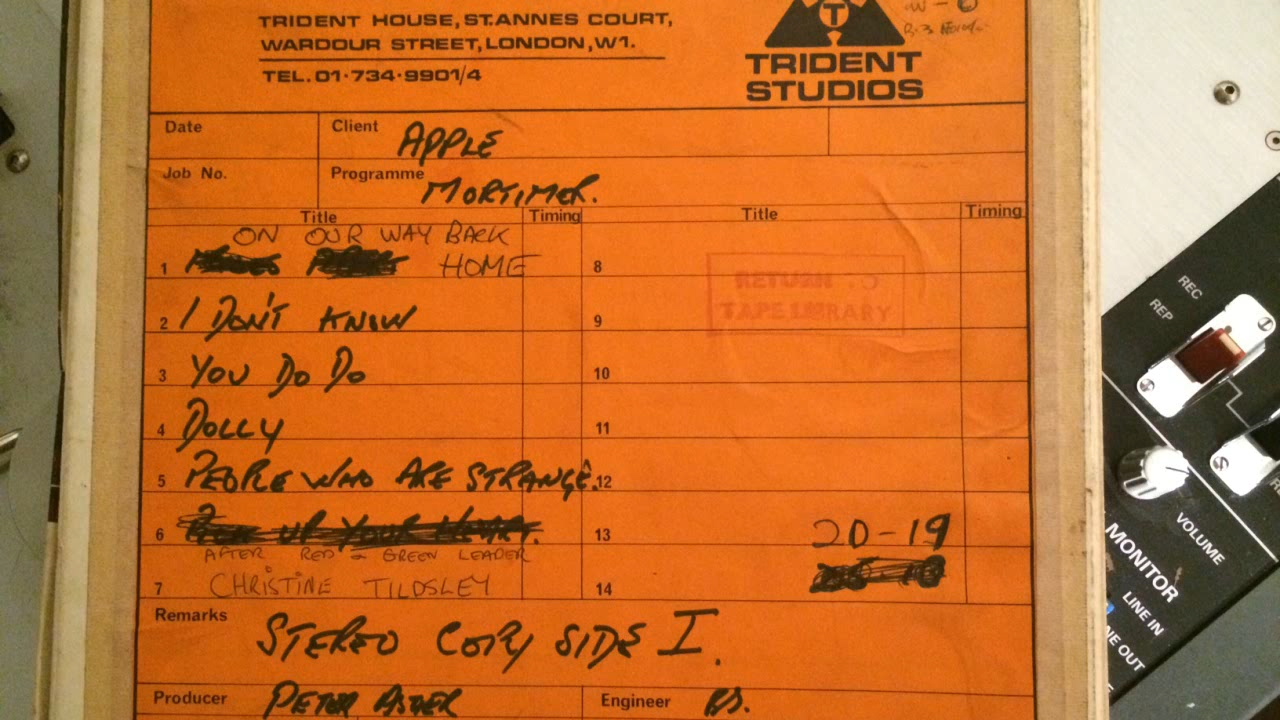 TRIDENT HOUSE, ST. ANNES COURT,
WARDOUR STREET, LONDON, W1.
TEL. 01·734·9901/4
T
TRIDENT
STUDIOS
Date
Client APPLE
Job No.
Programme MORTIMER.
Title Timing Title Timing
ON OUR WAY BACK
1 HOME 8
2 I DON'T KNOW 9
3 YOU DO DO 10
4 DOLLY 11
5 PEOPLE WHO ARE STRANGE. 12
6 UP YOUR 13 20-19
AFTER RED & GREEN LEADER
7 CHRISTINE TILDSLEY 14
RETURN TO
TAPE LIBRARY
Remarks
STEREO COPY SIDE I.
Producer PETER ASHER Engineer
REC
REP
VOLUME
MONITOR
LINE IN
NE OUT